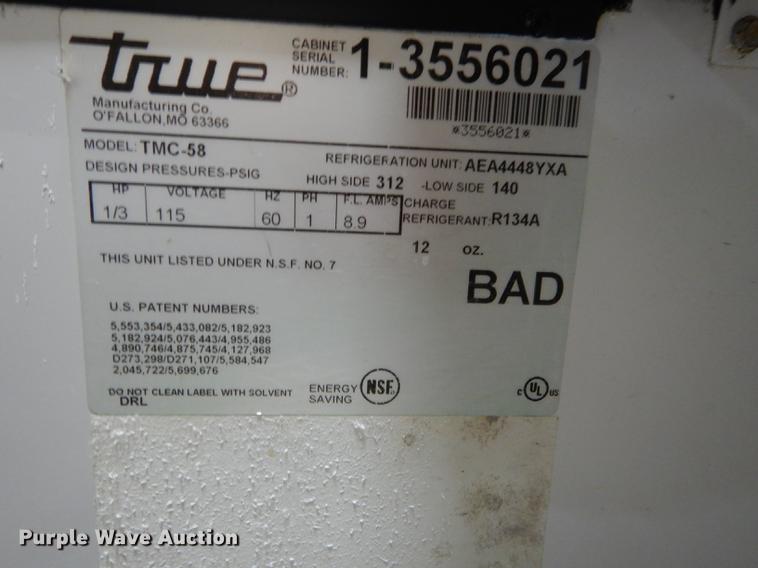 true®
Manufacturing Co.
O'FALLON,MO 63366
CABINET
SERIAL
NUMBER: 1-3556021
*3556021*
MODEL: TMC-58
REFRIGERATION UNIT: AEA4448YXA
DESIGN PRESSURES-PSIG
HIGH SIDE 312 -LOW SIDE 140
HP VOLTAGE HZ PH F.L. AMPS
1/3 115 60 1 8.9
CHARGE
REFRIGERANT: R134A
12 oz.
THIS UNIT LISTED UNDER N.S.F. NO. 7
BAD
U.S. PATENT NUMBERS:
5,553,354/5,433,082/5,182,923
5,182,924/5,076,443/4,955,486
4,890,746/4,875,745/4,127,968
D273,298/D271,107/5,584,547
2,045,722/5,699,676
DO NOT CLEAN LABEL WITH SOLVENT
DRL
ENERGY
SAVING
NSF
C UL US
Purple Wave Auction